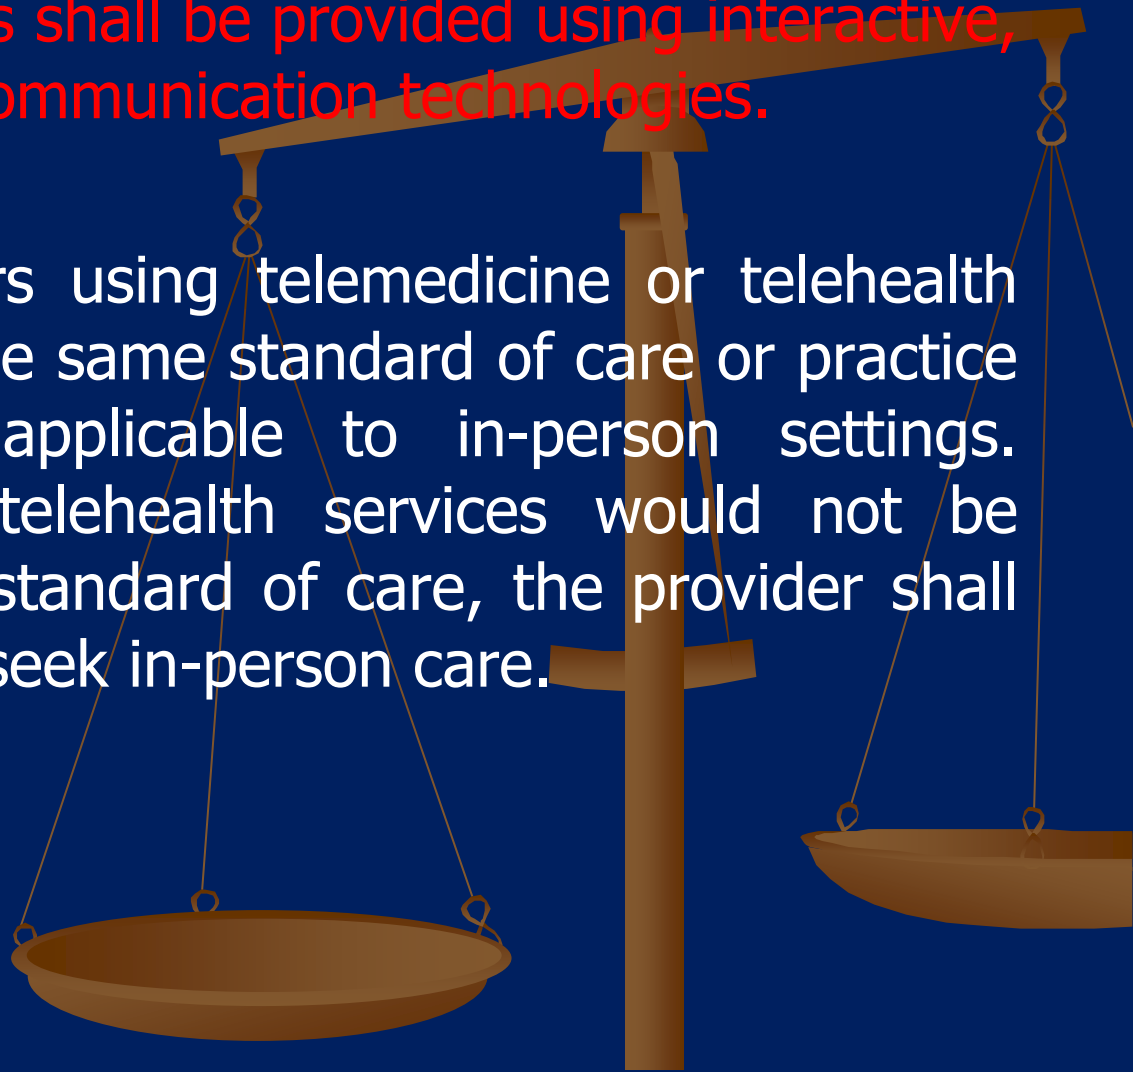 s shall be provided using interactive,
ommunication technologies.
rs using telemedicine or telehealth
e same standard of care or practice
applicable to in-person settings.
telehealth services would not be
standard of care, the provider shall
seek in-person care.